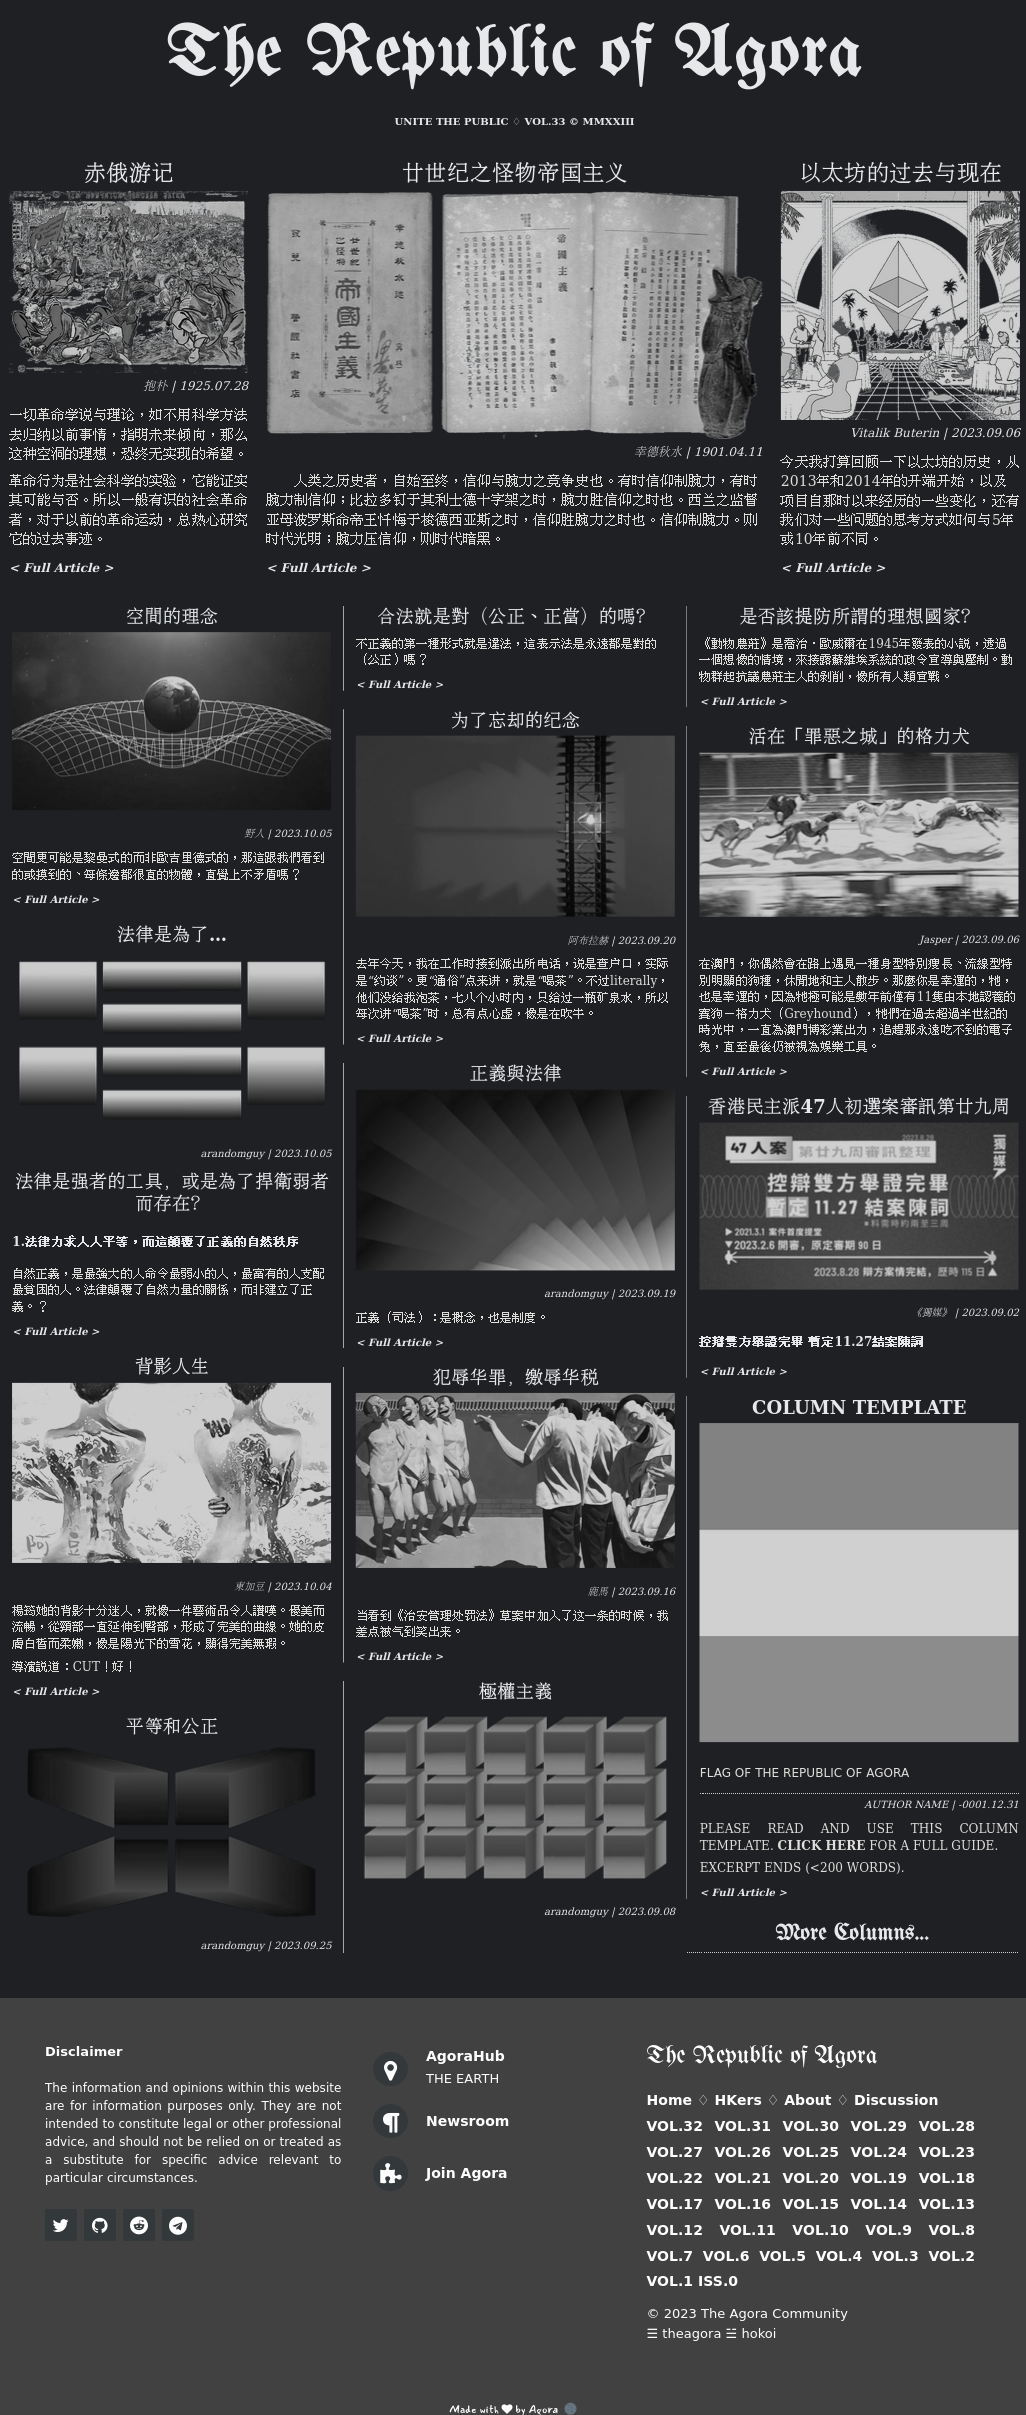 The Republic of Agora
UNITE THE PUBLIC ♢ VOL.33 © MMXXIII
赤俄游记
抱朴 | 1925.07.28
一切革命学说与理论，如不用科学方法
去归纳以前事情，指明未来倾向，那么
这种空洞的理想，恐终无实现的希望。
革命行为是社会科学的实验，它能证实
其可能与否。所以一般有识的社会革命
者，对于以前的革命运动，总热心研究
它的过去事迹。
< Full Article >
廿世纪之怪物帝国主义
幸德秋水 | 1901.04.11
人类之历史者，自始至终，信仰与腕力之竞争史也。有时信仰制腕力，有时
腕力制信仰；比拉多钉于其利士德十字架之时，腕力胜信仰之时也。西兰之监督
亚母彼罗斯命帝王忏悔于梭德西亚斯之时，信仰胜腕力之时也。信仰制腕力。则
时代光明；腕力压信仰，则时代暗黑。
< Full Article >
以太坊的过去与现在
Vitalik Buterin | 2023.09.06
今天我打算回顾一下以太坊的历史，从
2013年和2014年的开端开始，以及
项目自那时以来经历的一些变化，还有
我们对一些问题的思考方式如何与5年
或10年前不同。
< Full Article >
空間的理念
野人 | 2023.10.05
空間更可能是黎曼式的而非歐吉里德式的，那這跟我們看到
的或摸到的、每條邊都很直的物體，直覺上不矛盾嗎？
< Full Article >
法律是為了…
arandomguy | 2023.10.05
法律是强者的工具，或是為了捍衛弱者
而存在？
1.法律力求人人平等，而這顛覆了正義的自然秩序
自然正義，是最強大的人命令最弱小的人，最富有的人支配
最貧困的人。法律顛覆了自然力量的關係，而非建立了正
義。？
< Full Article >
背影人生
東加豆 | 2023.10.04
楊筠她的背影十分迷人，就像一件藝術品令人讚嘆。優美而
流暢，從頸部一直延伸到臀部，形成了完美的曲線。她的皮
膚白皙而柔嫩，像是陽光下的雪花，顯得完美無瑕。
導演説道：CUT！好！
< Full Article >
平等和公正
arandomguy | 2023.09.25
合法就是對（公正、正當）的嗎？
不正義的第一種形式就是違法，這表示法是永遠都是對的
（公正）嗎？
< Full Article >
为了忘却的纪念
阿布拉赫 | 2023.09.20
去年今天，我在工作时接到派出所电话，说是查户口，实际
是“约谈”。更“通俗”点来讲，就是“喝茶”。不过literally，
他们没给我泡茶，七八个小时内，只给过一瓶矿泉水，所以
每次讲“喝茶”时，总有点心虚，像是在吹牛。
< Full Article >
正義與法律
arandomguy | 2023.09.19
正義（司法）：是概念，也是制度。
< Full Article >
犯辱华罪，缴辱华税
鹿馬 | 2023.09.16
当看到《治安管理处罚法》草案中加入了这一条的时候，我
差点被气到笑出来。
< Full Article >
極權主義
arandomguy | 2023.09.08
是否該提防所謂的理想國家？
《動物農莊》是喬治·歐威爾在1945年發表的小説，透過
一個想像的情境，來接露蘇維埃系統的政令宣導與壓制。動
物群起抗議農莊主人的剝削，像所有人類宣戰。
< Full Article >
活在「罪惡之城」的格力犬
Jasper | 2023.09.06
在澳門，你偶然會在路上遇見一種身型特別瘦長、流線型特
別明顯的狗種，休閒地和主人散步。那麼你是幸運的，牠，
也是幸運的，因為牠極可能是數年前僅有11隻由本地認養的
賽狗－格力犬（Greyhound），牠們在過去超過半世紀的
時光中，一直為澳門博彩業出力，追趕那永遠吃不到的電子
兔，直至最後仍被視為娛樂工具。
< Full Article >
香港民主派47人初選案審訊第廿九周
2023.8.28
47人案 第廿九周審訊整理
獨媒
控辯雙方舉證完畢
暫定 11.27 結案陳詞
*料需時約兩至三周
▶2021.3.1 案件首度提堂
▼2023.2.6 開審，原定審期 90 日
2023.8.28 辯方案情完結，歷時 115 日▲
《獨媒》 | 2023.09.02
控辯雙方舉證完畢 暫定11.27結案陳詞
< Full Article >
COLUMN TEMPLATE
FLAG OF THE REPUBLIC OF AGORA
AUTHOR NAME | -0001.12.31
PLEASE READ AND USE THIS COLUMN
TEMPLATE. CLICK HERE FOR A FULL GUIDE.
EXCERPT ENDS (<200 WORDS).
< Full Article >
More Columns...
Disclaimer
The information and opinions within this website
are for information purposes only. They are not
intended to constitute legal or other professional
advice, and should not be relied on or treated as
a substitute for specific advice relevant to
particular circumstances.
AgoraHub
THE EARTH
Newsroom
Join Agora
The Republic of Agora
Home ♢ HKers ♢ About ♢ Discussion
VOL.32 VOL.31 VOL.30 VOL.29 VOL.28
VOL.27 VOL.26 VOL.25 VOL.24 VOL.23
VOL.22 VOL.21 VOL.20 VOL.19 VOL.18
VOL.17 VOL.16 VOL.15 VOL.14 VOL.13
VOL.12 VOL.11 VOL.10 VOL.9 VOL.8
VOL.7 VOL.6 VOL.5 VOL.4 VOL.3 VOL.2
VOL.1 ISS.0
© 2023 The Agora Community
☰ theagora ☱ hokoi
Made with ❤ by Agora